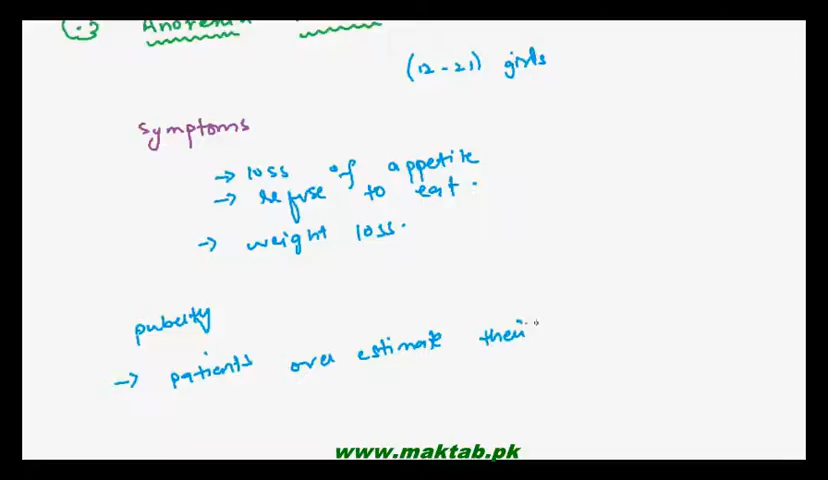 Anorexia
(12-21) girls
symptoms
→ loss of appetite
→ refuse to eat.
→ weight loss.
puberty
→ patients over estimate their
www.maktab.pk